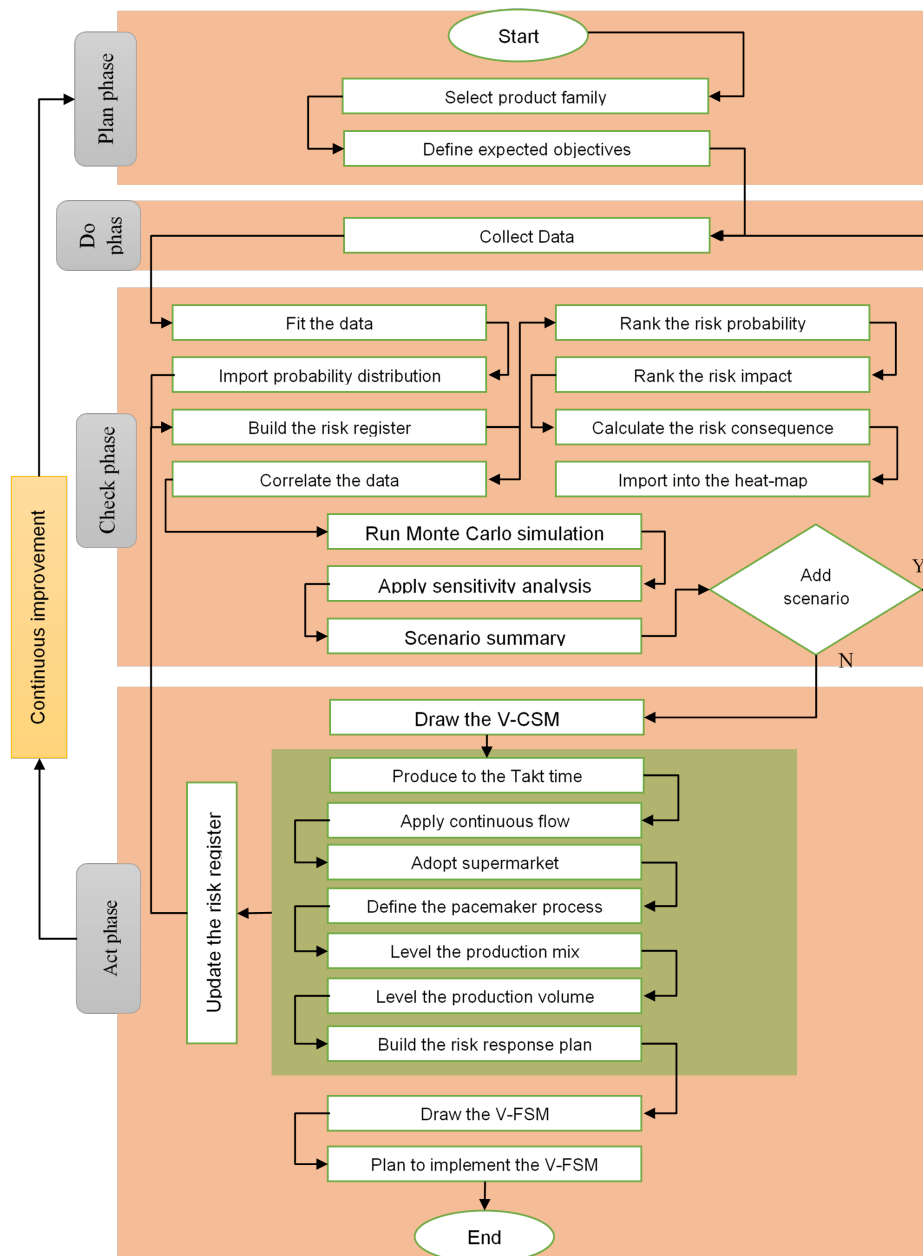 Plan phase
Start
Select product family
Define expected objectives
Do
phas
Collect Data
Check phase
Fit the data
Import probability distribution
Build the risk register
Correlate the data
Rank the risk probability
Rank the risk impact
Calculate the risk consequence
Import into the heat-map
Run Monte Carlo simulation
Apply sensitivity analysis
Scenario summary
Add
scenario
Y
N
Continuous improvement
Act phase
Draw the V-CSM
Produce to the Takt time
Apply continuous flow
Adopt supermarket
Define the pacemaker process
Level the production mix
Level the production volume
Build the risk response plan
Update the risk register
Draw the V-FSM
Plan to implement the V-FSM
End